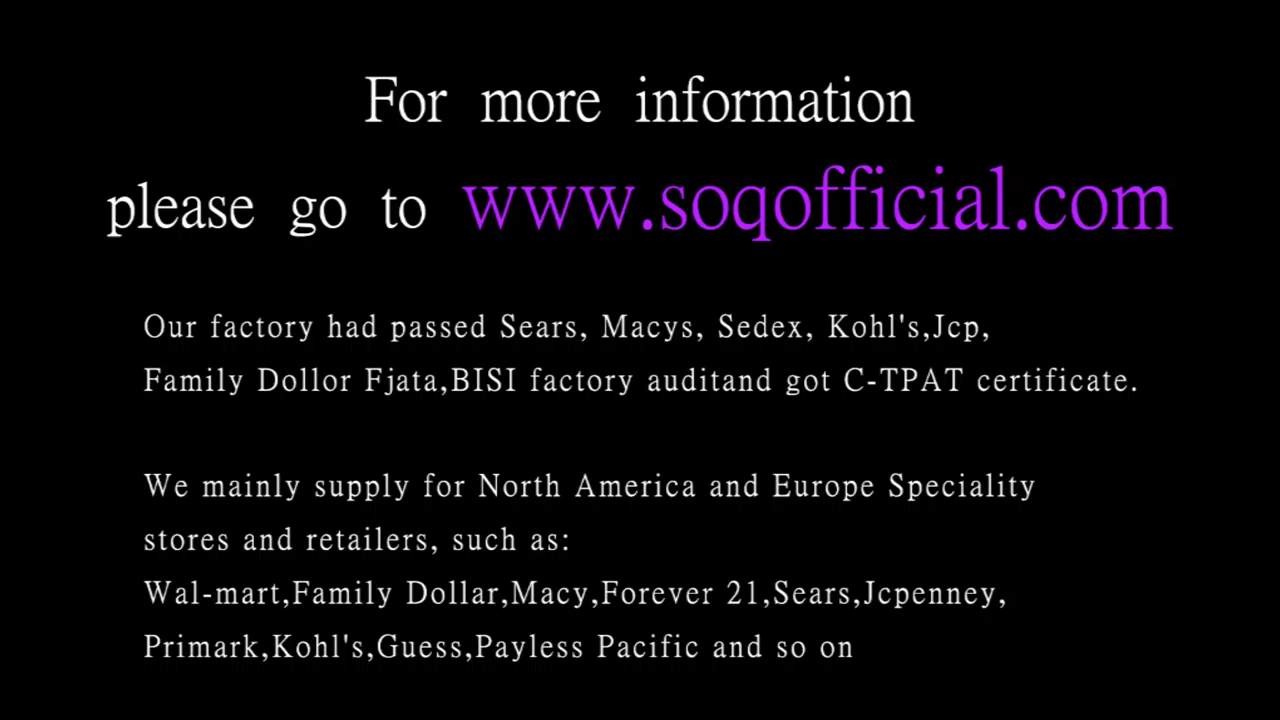 For more information
please go to www.soqofficial.com
Our factory had passed Sears, Macys, Sedex, Kohl's,Jcp,
Family Dollor Fjata,BISI factory auditand got C-TPAT certificate.
We mainly supply for North America and Europe Speciality
stores and retailers, such as:
Wal-mart,Family Dollar,Macy,Forever 21,Sears,Jcpenney,
Primark,Kohl's,Guess,Payless Pacific and so on